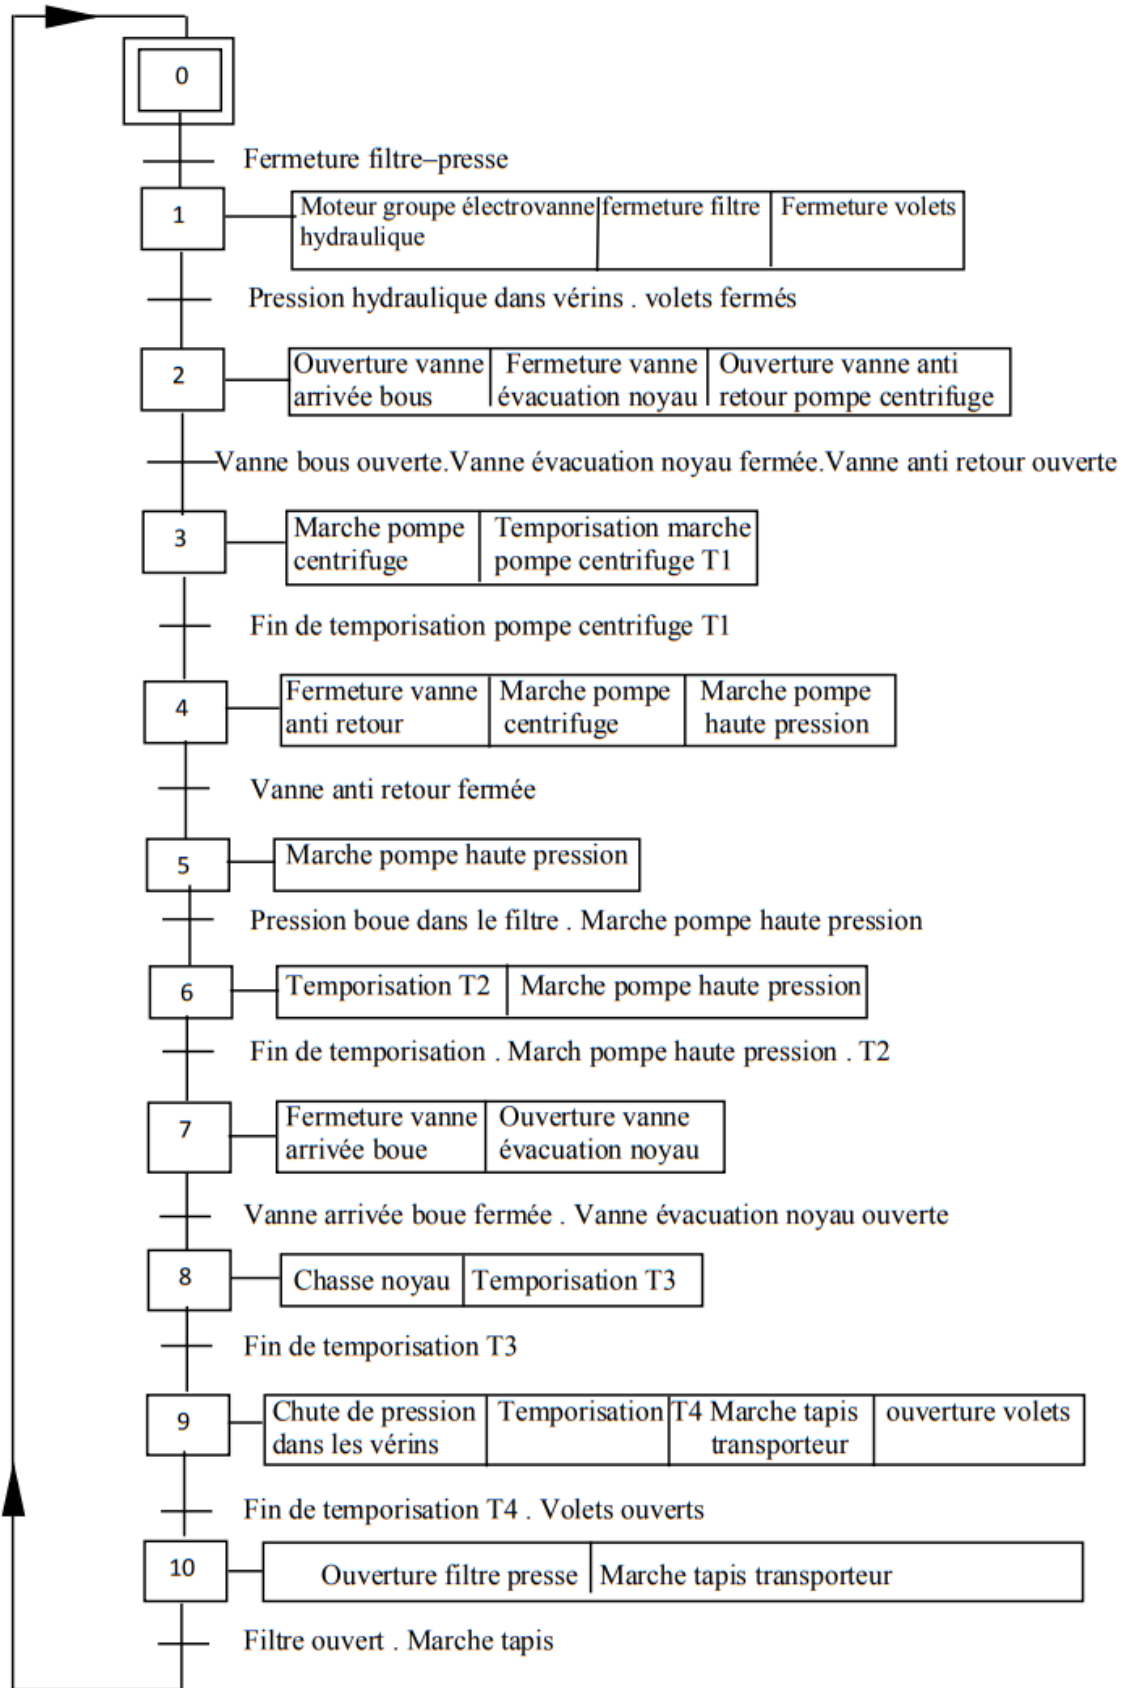 0
Fermeture filtre–presse
1
Moteur groupe électrovanne fermeture filtre Fermeture volets
hydraulique
Pression hydraulique dans vérins . volets fermés
2
Ouverture vanne Fermeture vanne Ouverture vanne anti
arrivée bous évacuation noyau retour pompe centrifuge
Vanne bous ouverte.Vanne évacuation noyau fermée.Vanne anti retour ouverte
3
Marche pompe Temporisation marche
centrifuge pompe centrifuge T1
Fin de temporisation pompe centrifuge T1
4
Fermeture vanne Marche pompe Marche pompe
anti retour centrifuge haute pression
Vanne anti retour fermée
5
Marche pompe haute pression
Pression boue dans le filtre . Marche pompe haute pression
6
Temporisation T2 Marche pompe haute pression
Fin de temporisation . March pompe haute pression . T2
7
Fermeture vanne Ouverture vanne
arrivée boue évacuation noyau
Vanne arrivée boue fermée . Vanne évacuation noyau ouverte
8
Chasse noyau Temporisation T3
Fin de temporisation T3
9
Chute de pression Temporisation T4 Marche tapis ouverture volets
dans les vérins transporteur
Fin de temporisation T4 . Volets ouverts
10
Ouverture filtre presse Marche tapis transporteur
Filtre ouvert . Marche tapis